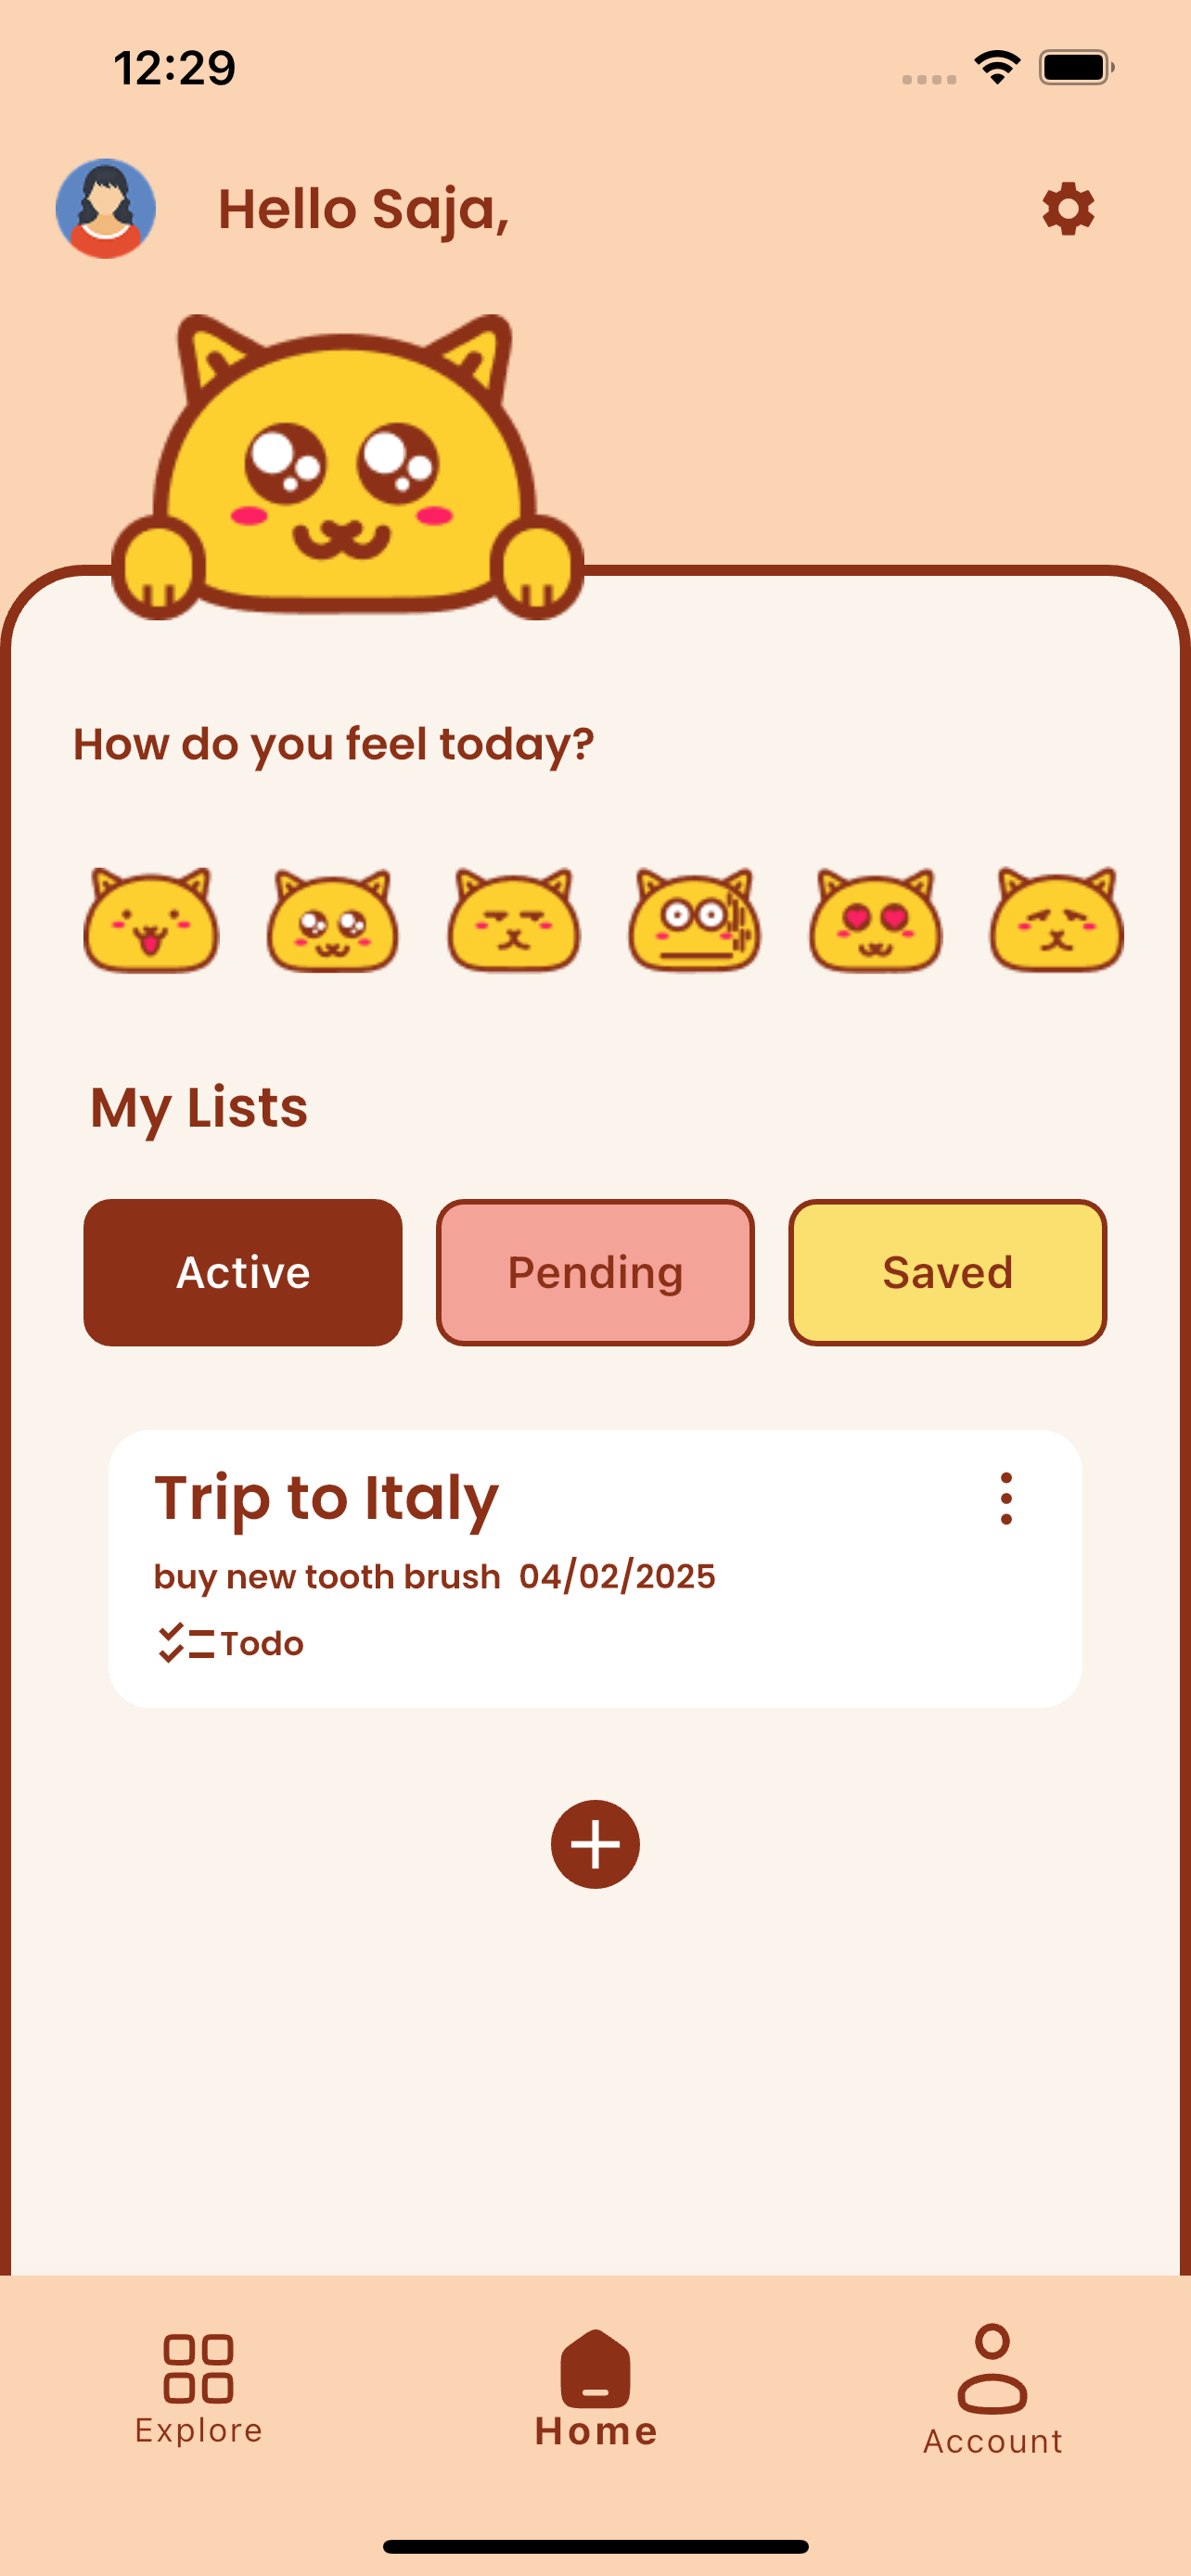 12:29
Hello Saja,
How do you feel today?
My Lists
Active Pending Saved
Trip to Italy
buy new tooth brush 04/02/2025
Todo
Explore Home Account